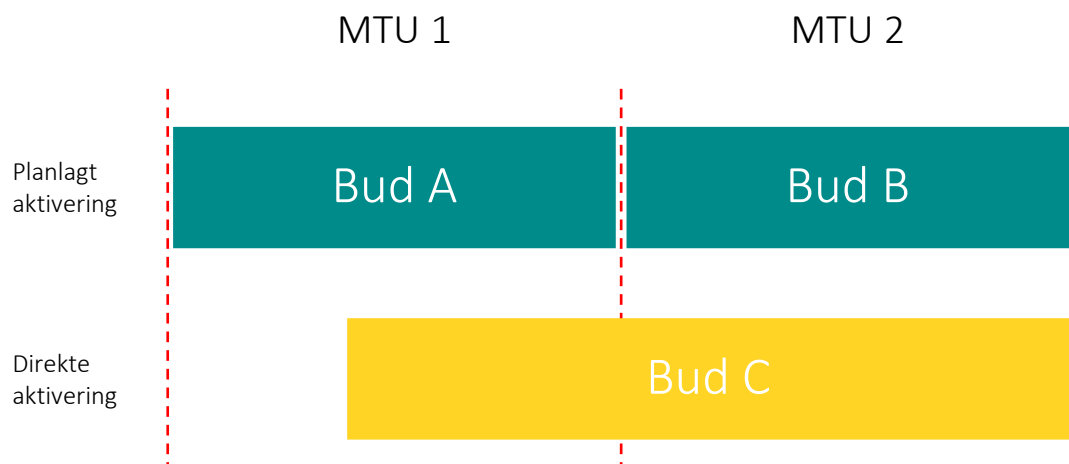 MTU 1
MTU 2
Planlagt
aktivering
Bud A
Bud B
Direkte
aktivering
Bud C